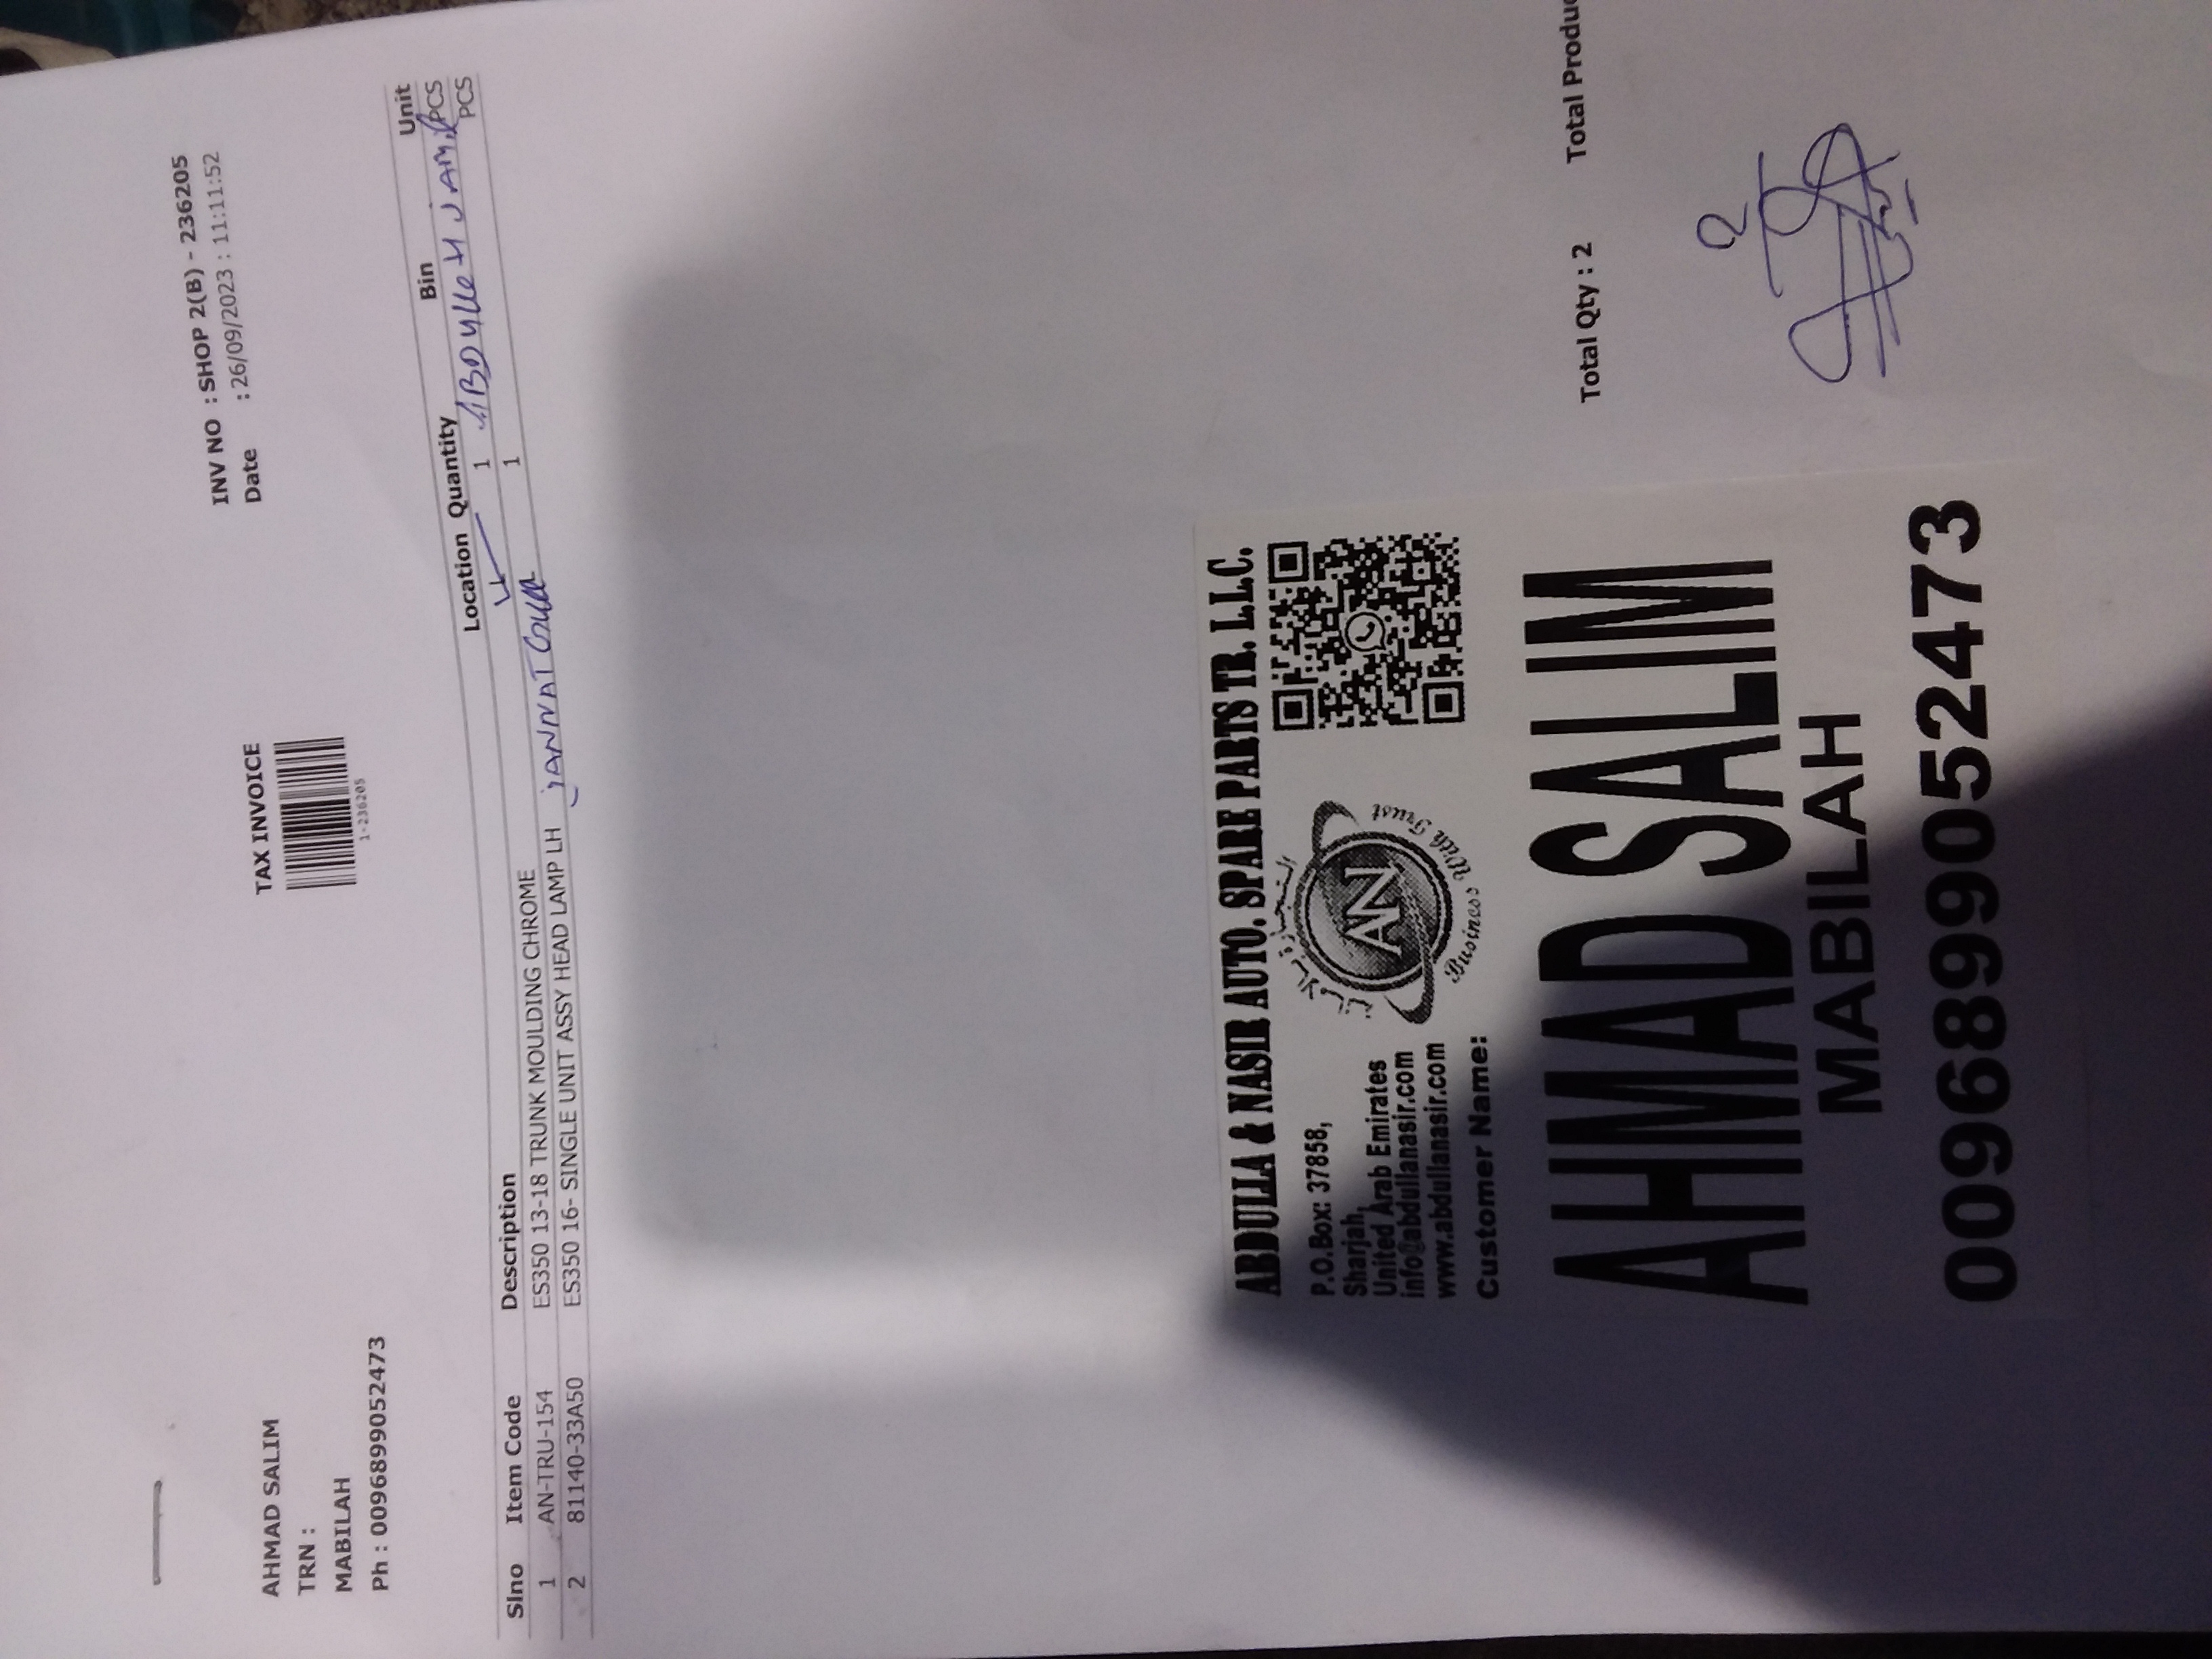 INV NO : SHOP 2(B) - 236205
Date : 26/09/2023 : 11:11:52
TAX INVOICE
1-236205
AHMAD SALIM
TRN :
MABILAH
Ph : 0096899052473
Slno Item Code Description Location Quantity Bin Unit
1 AN-TRU-154 ES350 13-18 TRUNK MOULDING CHROME 1 PCS
2 81140-33A50 ES350 16- SINGLE UNIT ASSY HEAD LAMP LH 1 PCS
JANNAT
Total Qty : 2 Total Produc
2
ABDULLA & NASIR AUTO. SPARE PARTS TR. L.L.C.
P.O.Box: 37858,
Sharjah,
United Arab Emirates
info@abdullanasir.com
www.abdullanasir.com
AN
Business With Trust
Customer Name:
AHMAD SALIM
MABILAH
0096899052473